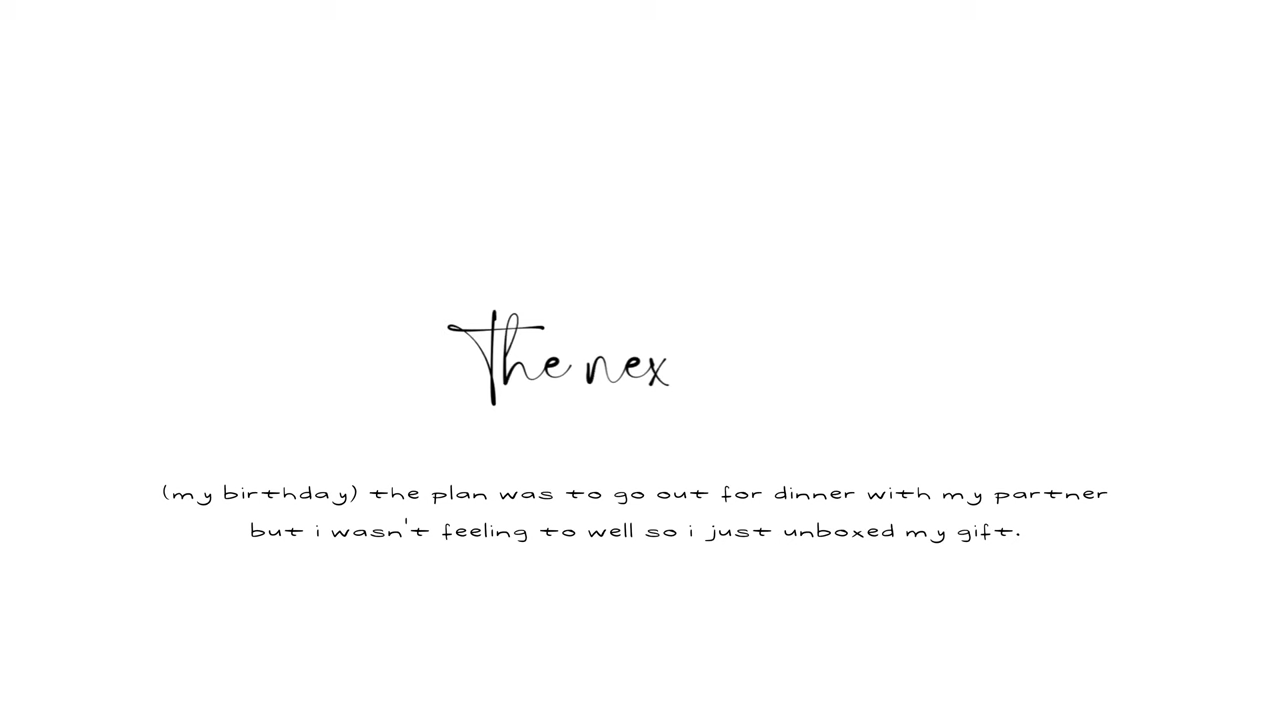 The nex
(my birthday) the plan was to go out for dinner with my partner
but i wasn't feeling to well so i just unboxed my gift.